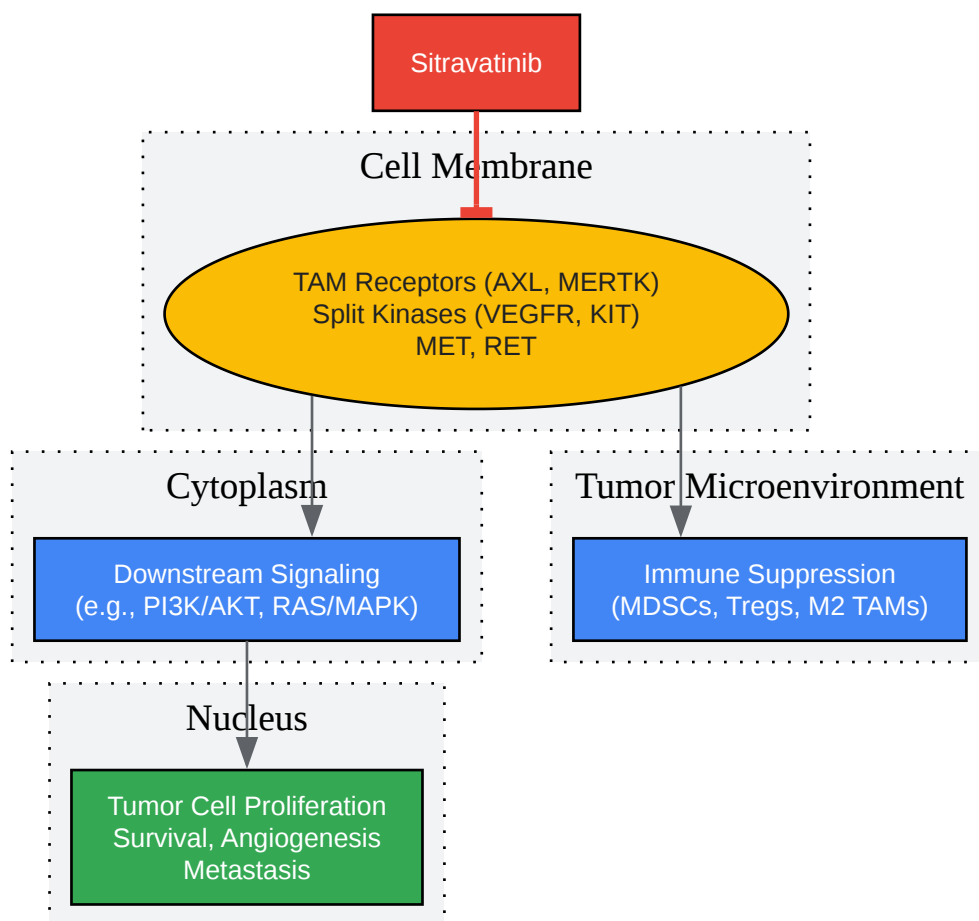 Sitravatinib
Cell Membrane
TAM Receptors (AXL, MERTK)
Split Kinases (VEGFR, KIT)
MET, RET
Cytoplasm
Downstream Signaling
(e.g., PI3K/AKT, RAS/MAPK)
Tumor Microenvironment
Immune Suppression
(MDSCs, Tregs, M2 TAMs)
Nucleus
Tumor Cell Proliferation
Survival, Angiogenesis
Metastasis